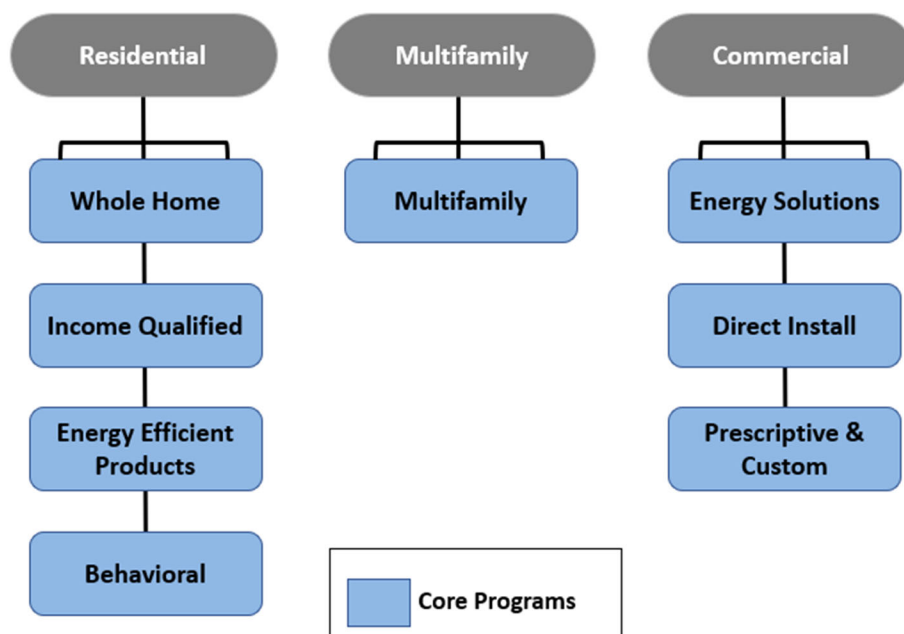 Residential
Multifamily
Commercial
Whole Home
Multifamily
Energy Solutions
Income Qualified
Direct Install
Energy Efficient
Products
Prescriptive &
Custom
Behavioral
Core Programs